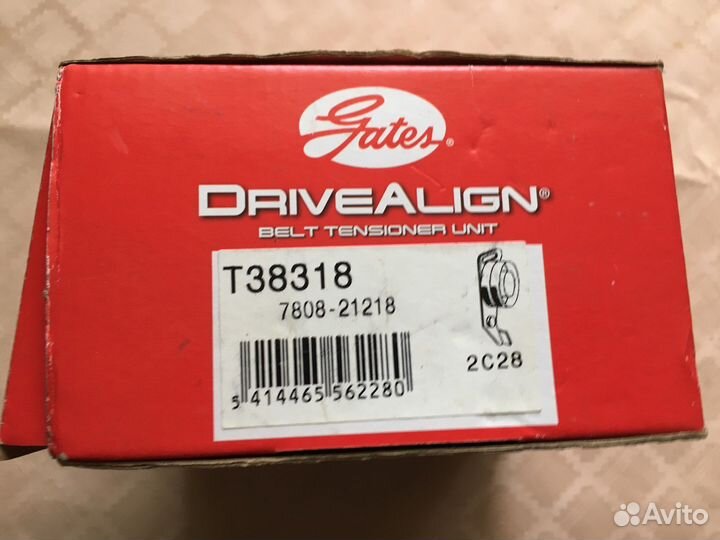 Gates®
DRIVEALIGN®
BELT TENSIONER UNIT
T38318
7808-21218
2C28
5 414465 562280
Avito